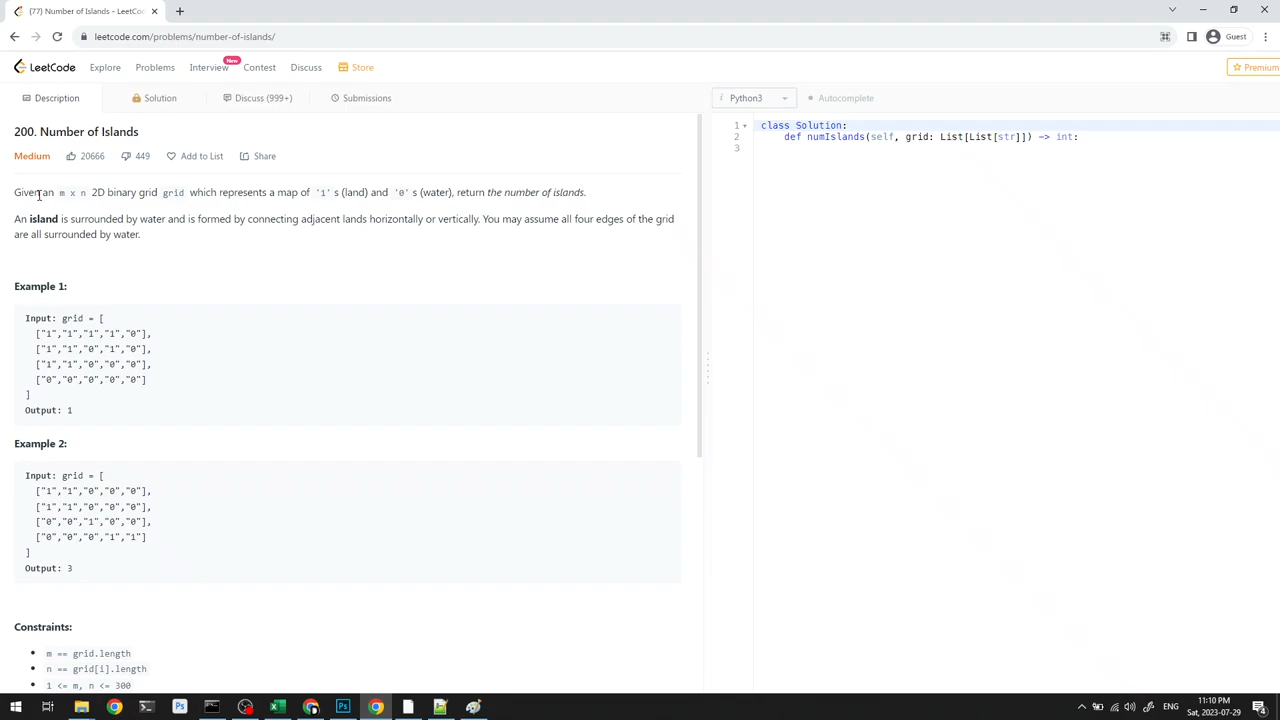 (77) Number of Islands - LeetCod
leetcode.com/problems/number-of-islands/
Guest
LeetCode
Explore
Problems
Interview
New
Contest
Discuss
Store
Premium
Description
Solution
Discuss (999+)
Submissions
i Python3
Autocomplete
200. Number of Islands
Medium
20666
449
Add to List
Share
Given an m x n 2D binary grid grid which represents a map of '1' s (land) and '0' s (water), return the number of islands.
An island is surrounded by water and is formed by connecting adjacent lands horizontally or vertically. You may assume all four edges of the grid
are all surrounded by water.
Example 1:
Input: grid = [
["1","1","1","1","0"],
["1","1","0","1","0"],
["1","1","0","0","0"],
["0","0","0","0","0"]
]
Output: 1
Example 2:
Input: grid = [
["1","1","0","0","0"],
["1","1","0","0","0"],
["0","0","1","0","0"],
["0","0","0","1","1"]
]
Output: 3
Constraints:
m == grid.length
n == grid[i].length
1 <= m, n <= 300
1 class Solution:
2 def numIslands(self, grid: List[List[str]]) -> int:
3
Ps
Ps
ENG
11:10 PM
Sat, 2023-07-29
4